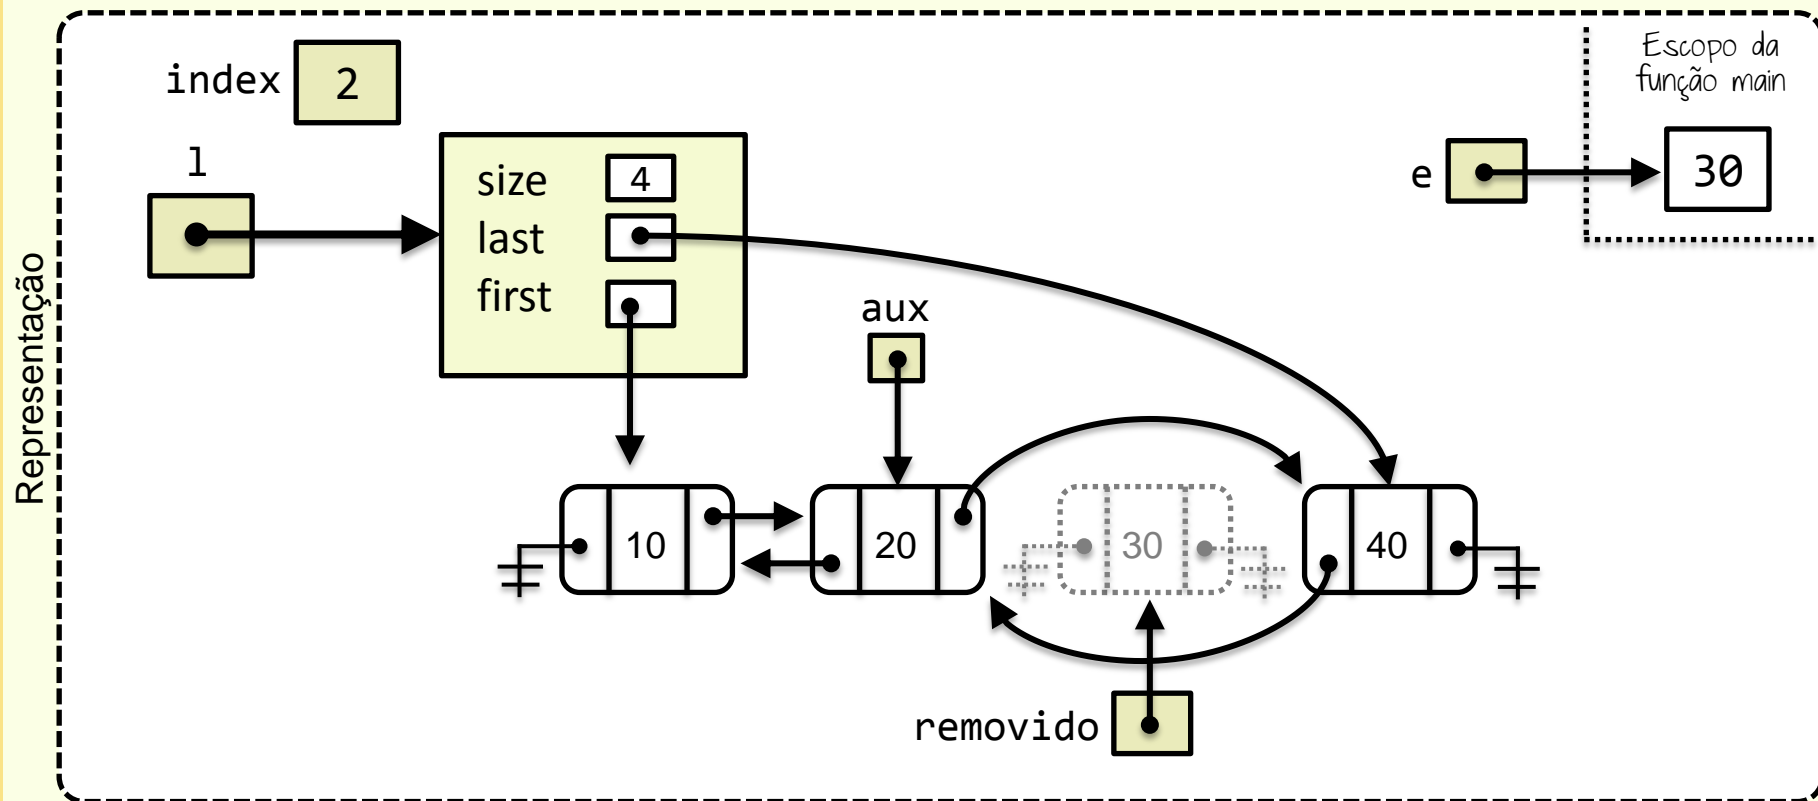 Representação
index 2
l
size 4
last
first
Escopo da
função main
e 30
aux
10 20 30 40
removido